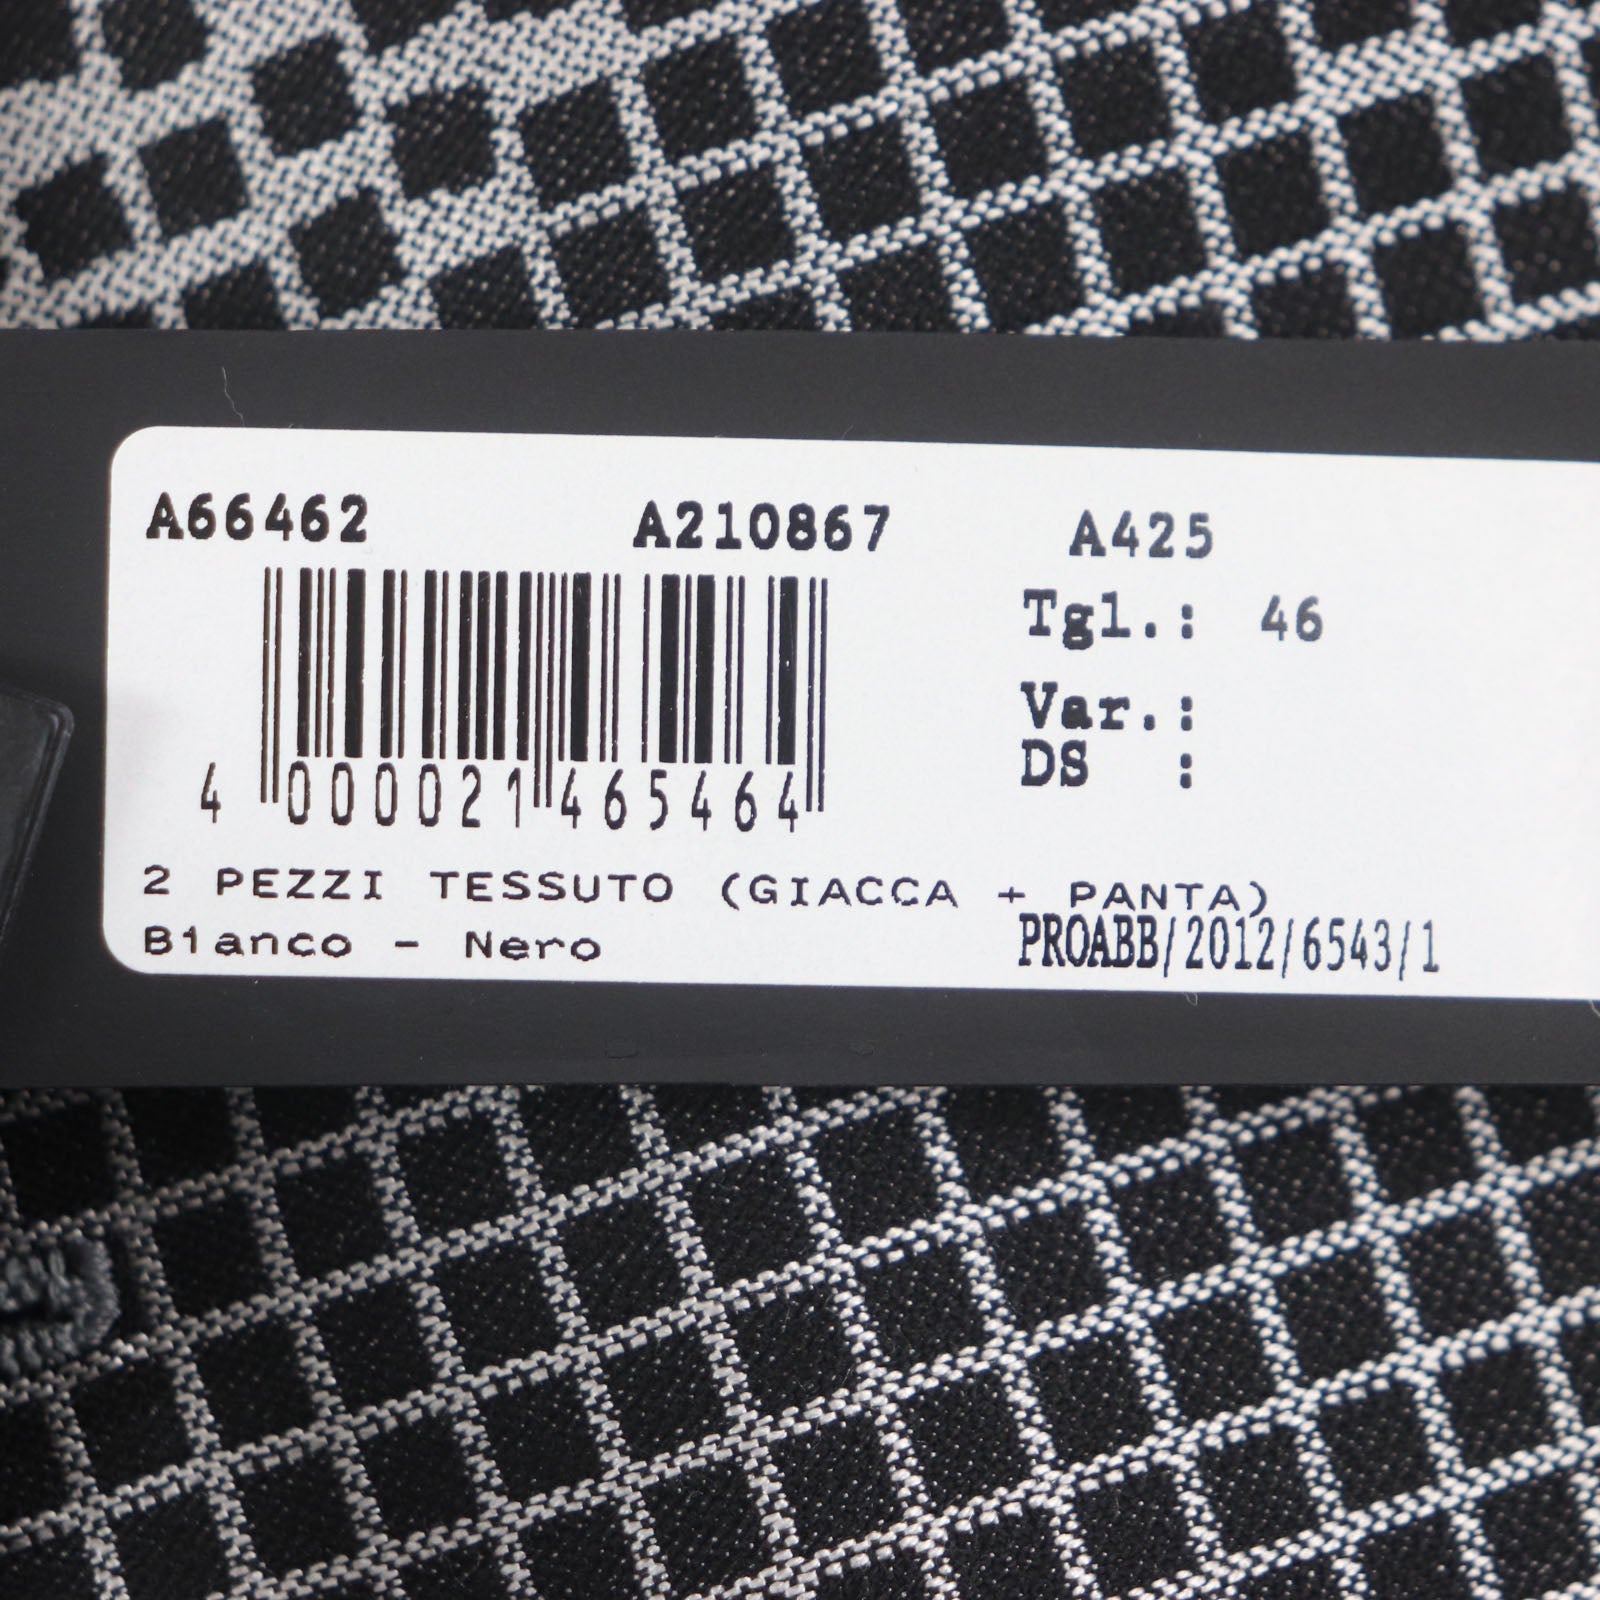 A66462 A210867 A425
Tgl.: 46
Var.:
DS :
4 000021 465464
2 PEZZI TESSUTO (GIACCA + PANTA)
Bianco - Nero
PROABB/2012/6543/1